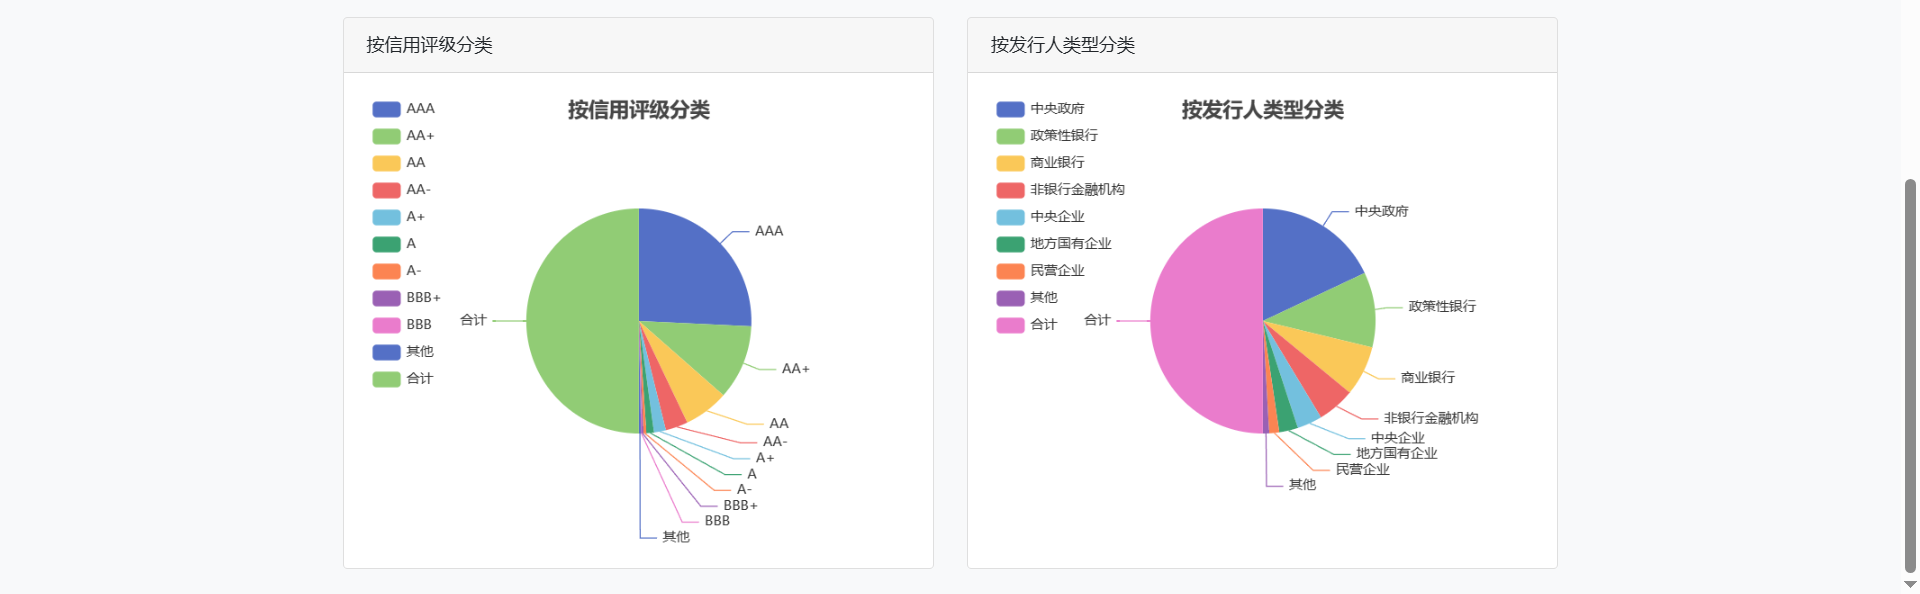 按信用评级分类
按信用评级分类
AAA
AA+
AA
AA-
A+
A
A-
BBB+
BBB
其他
合计
合计
AAA
AA+
AA
AA-
A+
A
A-
BBB+
BBB
其他
按发行人类型分类
按发行人类型分类
中央政府
政策性银行
商业银行
非银行金融机构
中央企业
地方国有企业
民营企业
其他
合计
合计
中央政府
政策性银行
商业银行
非银行金融机构
中央企业
地方国有企业
民营企业
其他